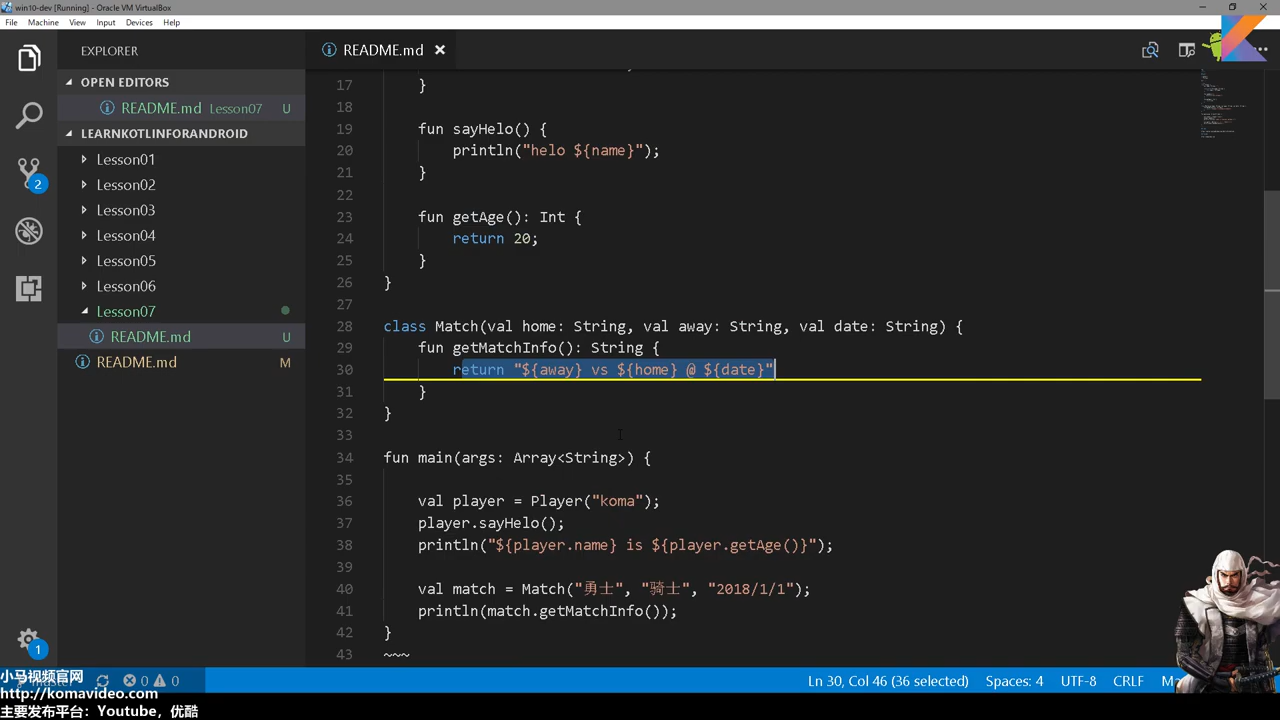 win10-dev [Running] - Oracle VM VirtualBox
File Machine View Input Devices Help
EXPLORER
README.md
OPEN EDITORS
README.md Lesson07 U
LEARNKOTLINFORANDROID
Lesson01
Lesson02
Lesson03
Lesson04
Lesson05
Lesson06
Lesson07
README.md U
README.md M
2
1
17 }
18
19 fun sayHelo() {
20 println("helo ${name}");
21 }
22
23 fun getAge(): Int {
24 return 20;
25 }
26 }
27
28 class Match(val home: String, val away: String, val date: String) {
29 fun getMatchInfo(): String {
30 return "${away} vs ${home} @ ${date}"
31 }
32 }
33
34 fun main(args: Array<String>) {
35
36 val player = Player("koma");
37 player.sayHelo();
38 println("${player.name} is ${player.getAge()}");
39
40 val match = Match("勇士", "骑士", "2018/1/1");
41 println(match.getMatchInfo());
42 }
43 ~~~
0 0 Ln 30, Col 46 (36 selected) Spaces: 4 UTF-8 CRLF
小马视频官网
http://komavideo.com
主要发布平台：Youtube，优酷